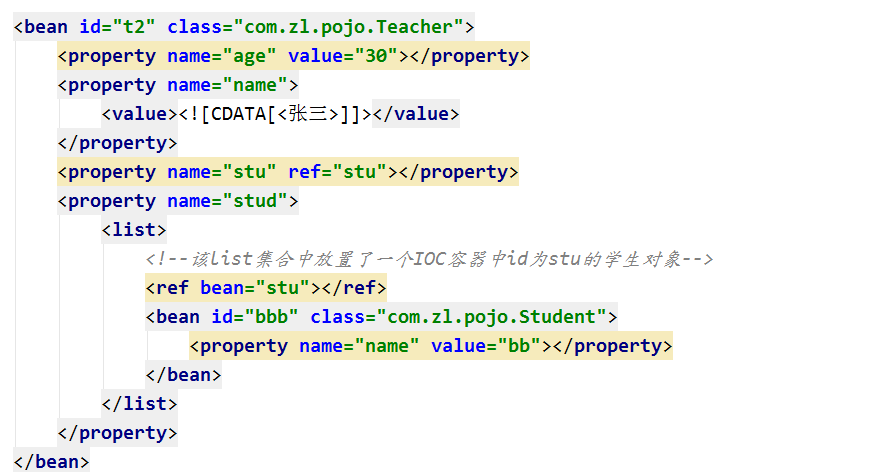 <bean id="t2" class="com.zl.pojo.Teacher">
    <property name="age" value="30"></property>
    <property name="name">
        <value><![CDATA[<张三>]]></value>
    </property>
    <property name="stu" ref="stu"></property>
    <property name="stud">
        <list>
            <!--该list集合中放置了一个IOC容器中id为stu的学生对象-->
            <ref bean="stu"></ref>
            <bean id="bbb" class="com.zl.pojo.Student">
                <property name="name" value="bb"></property>
            </bean>
        </list>
    </property>
</bean>